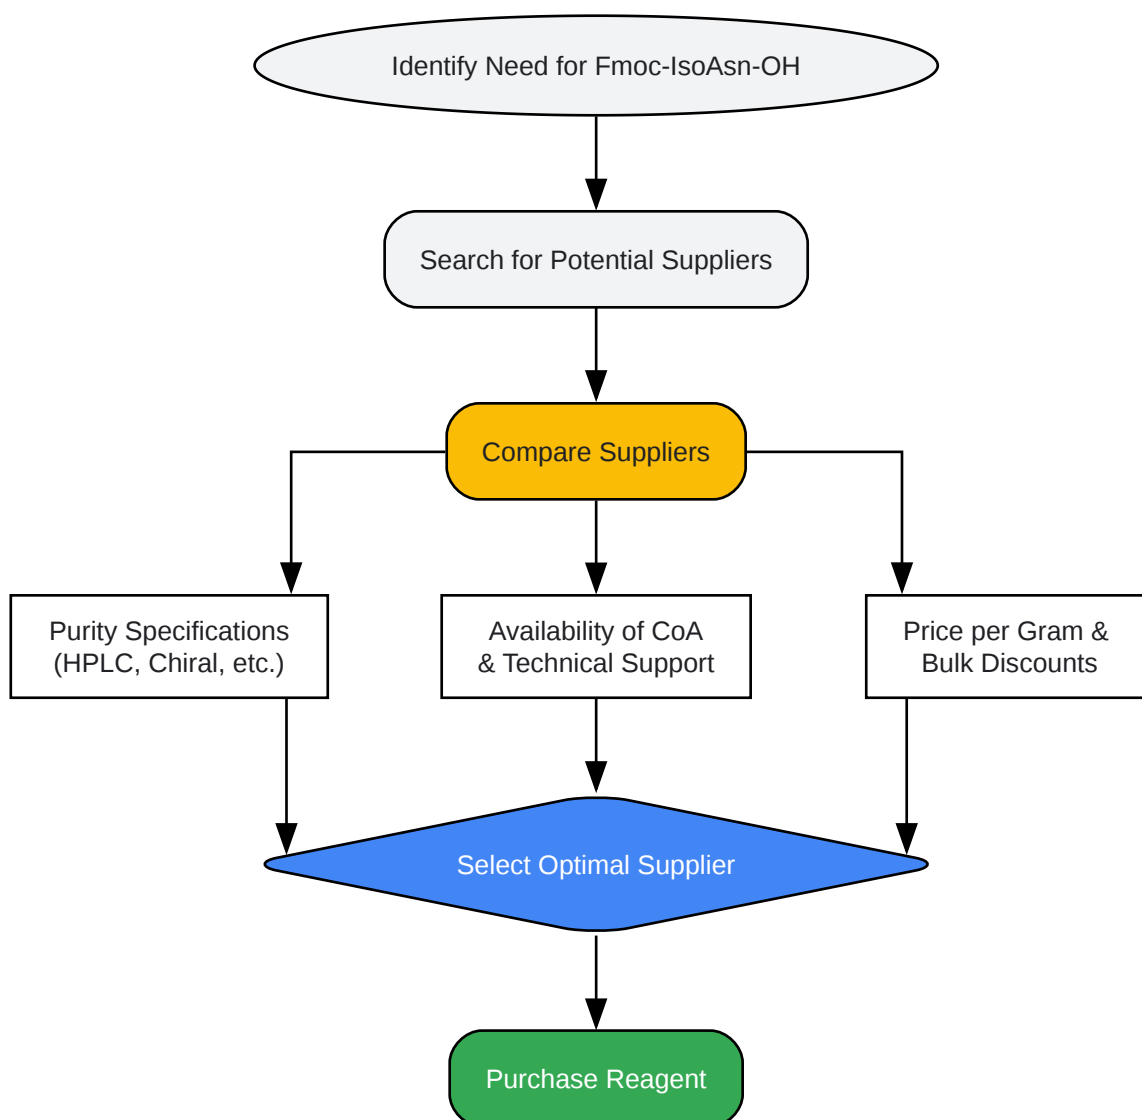 Identify Need for Fmoc-IsoAsn-OH
Search for Potential Suppliers
Compare Suppliers
Purity Specifications
(HPLC, Chiral, etc.)
Availability of CoA
& Technical Support
Price per Gram &
Bulk Discounts
Select Optimal Supplier
Purchase Reagent